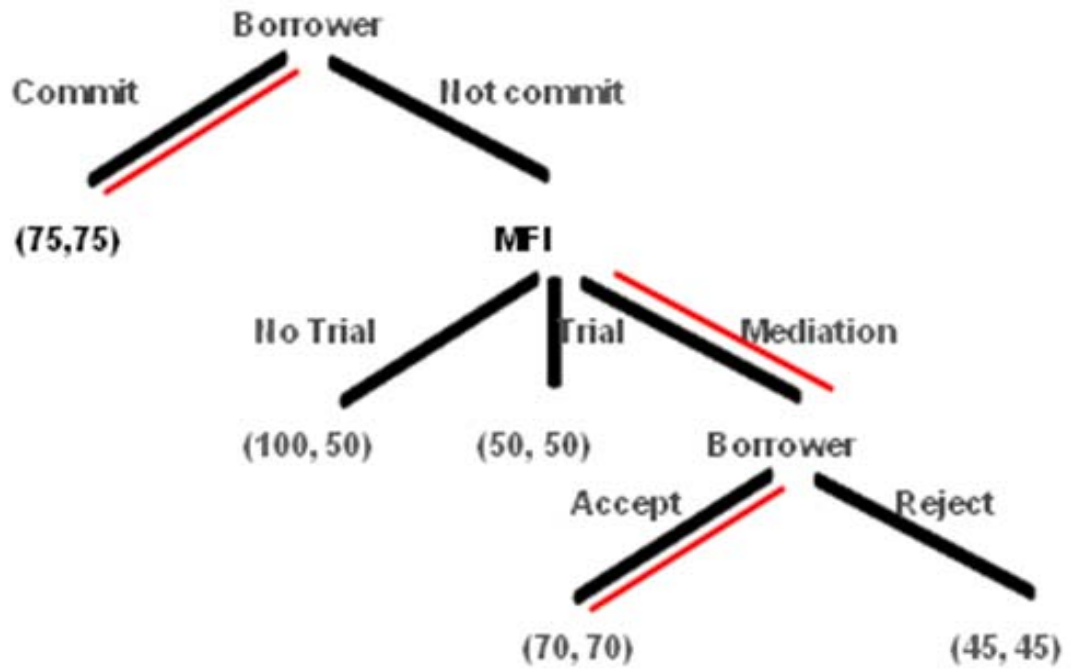 Borrower
Commit
Not commit
(75,75)
MFI
No Trial
Trial
Mediation
(100, 50)
(50, 50)
Borrower
Accept
Reject
(70, 70)
(45, 45)